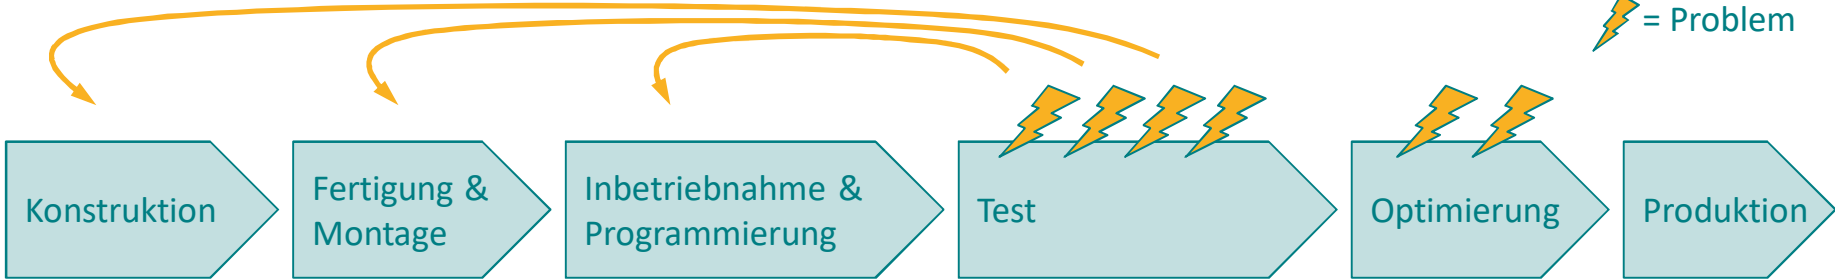 = Problem
Konstruktion
Fertigung &
Montage
Inbetriebnahme &
Programmierung
Test
Optimierung
Produktion